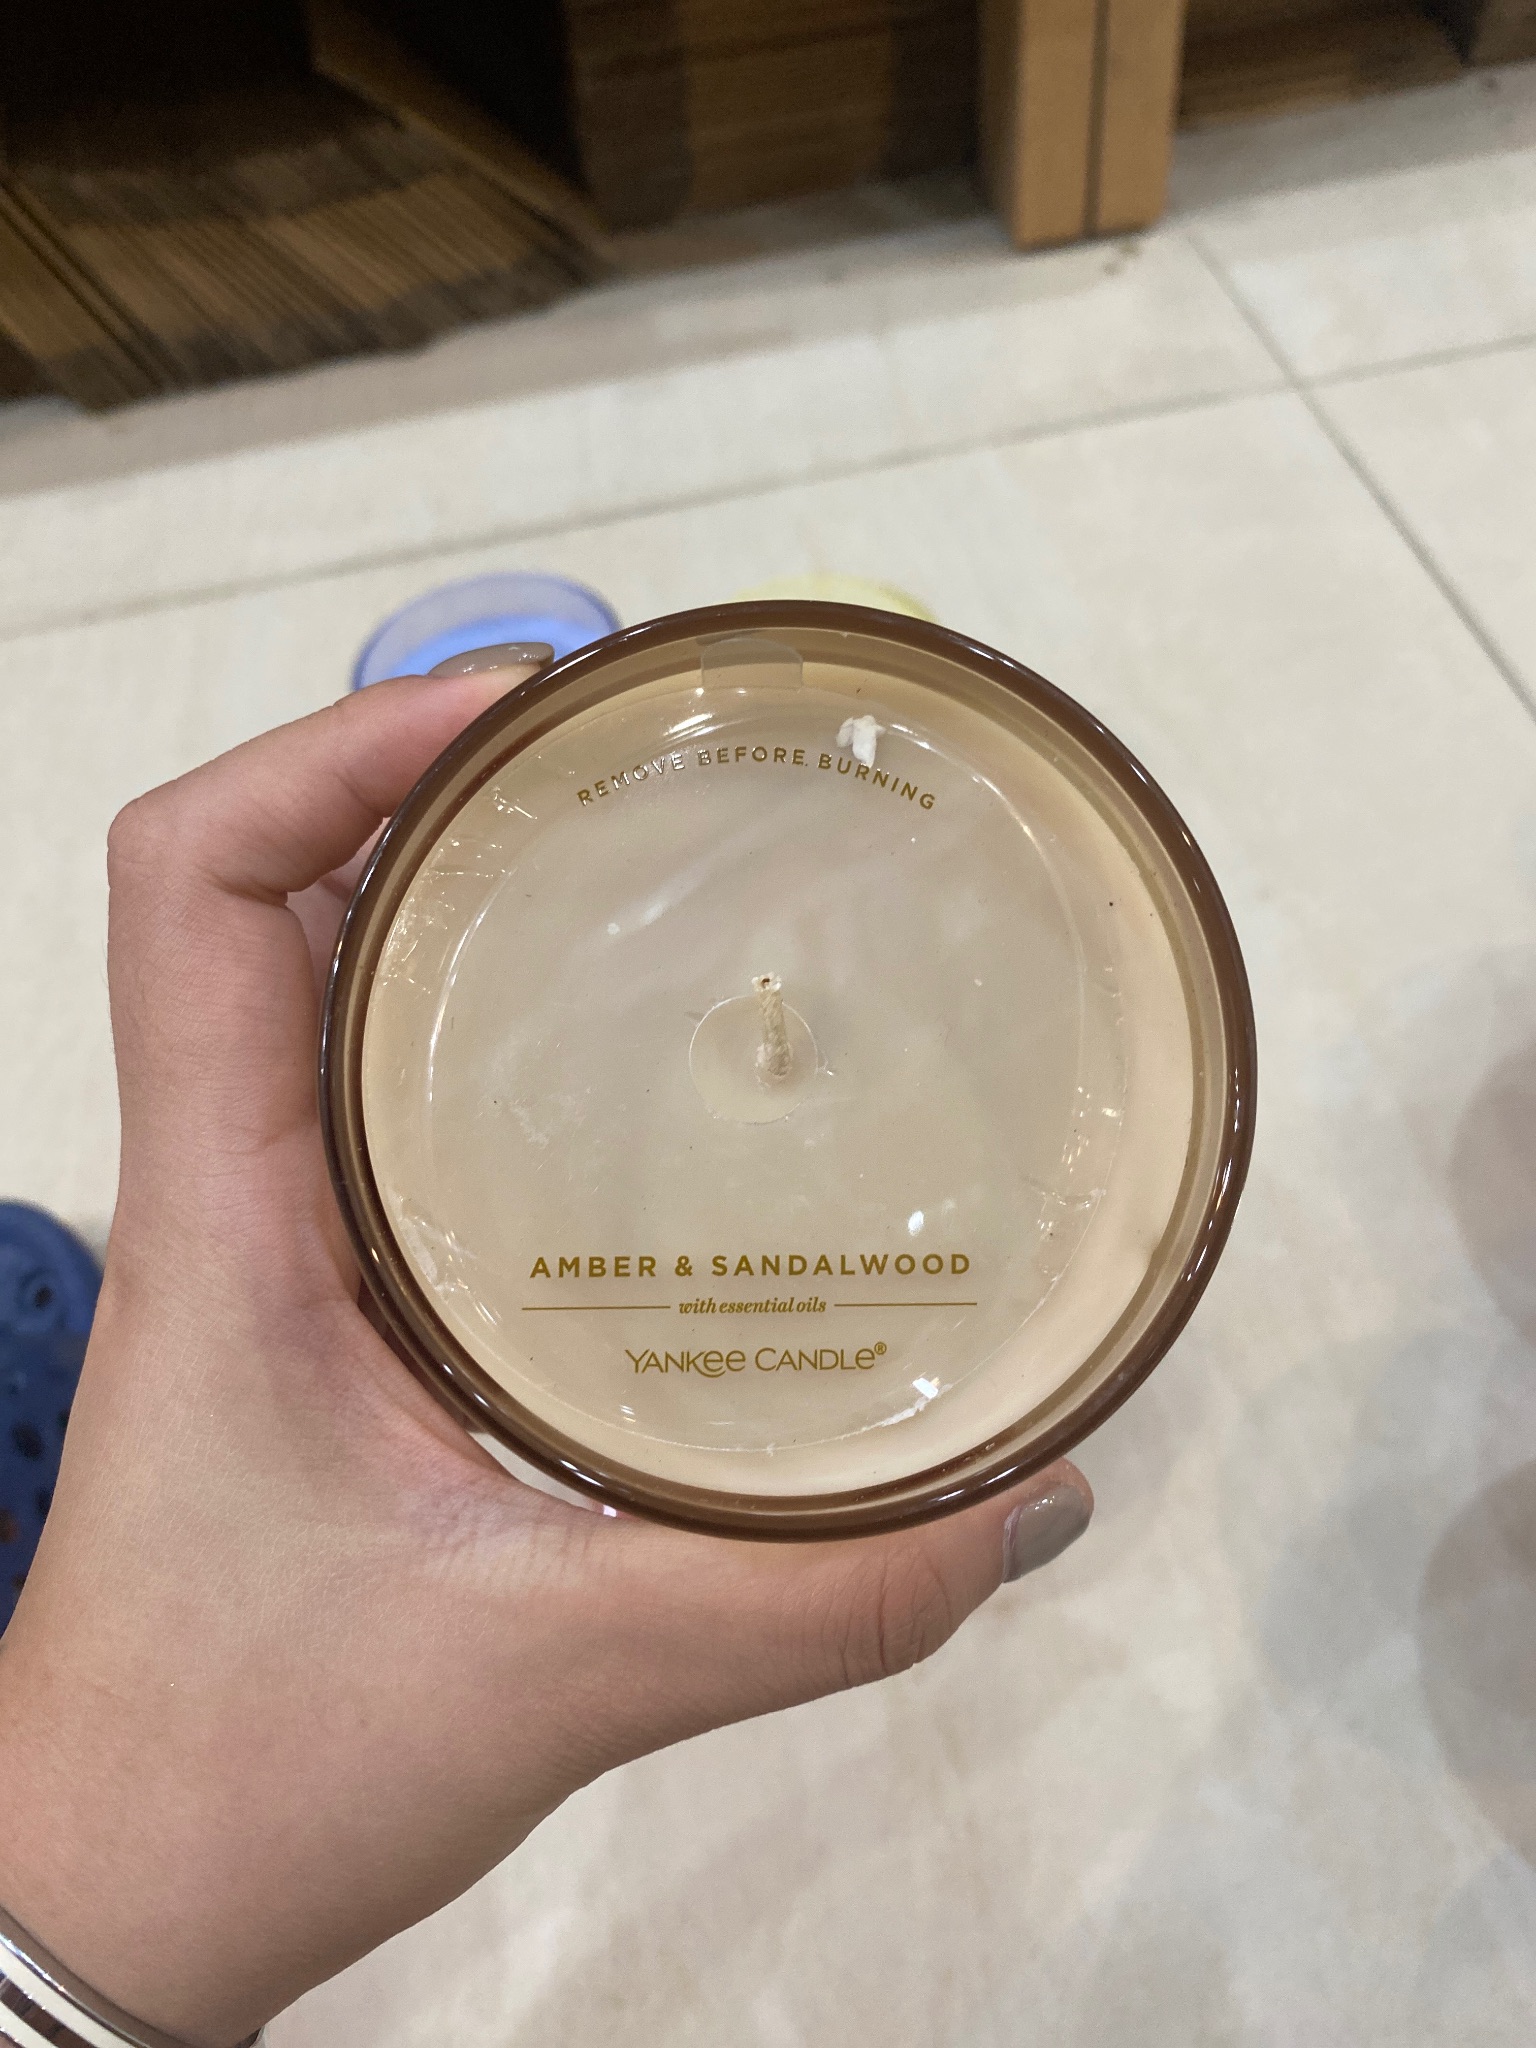 REMOVE BEFORE BURNING
AMBER & SANDALWOOD
with essential oils
YANKEE CANDLE®